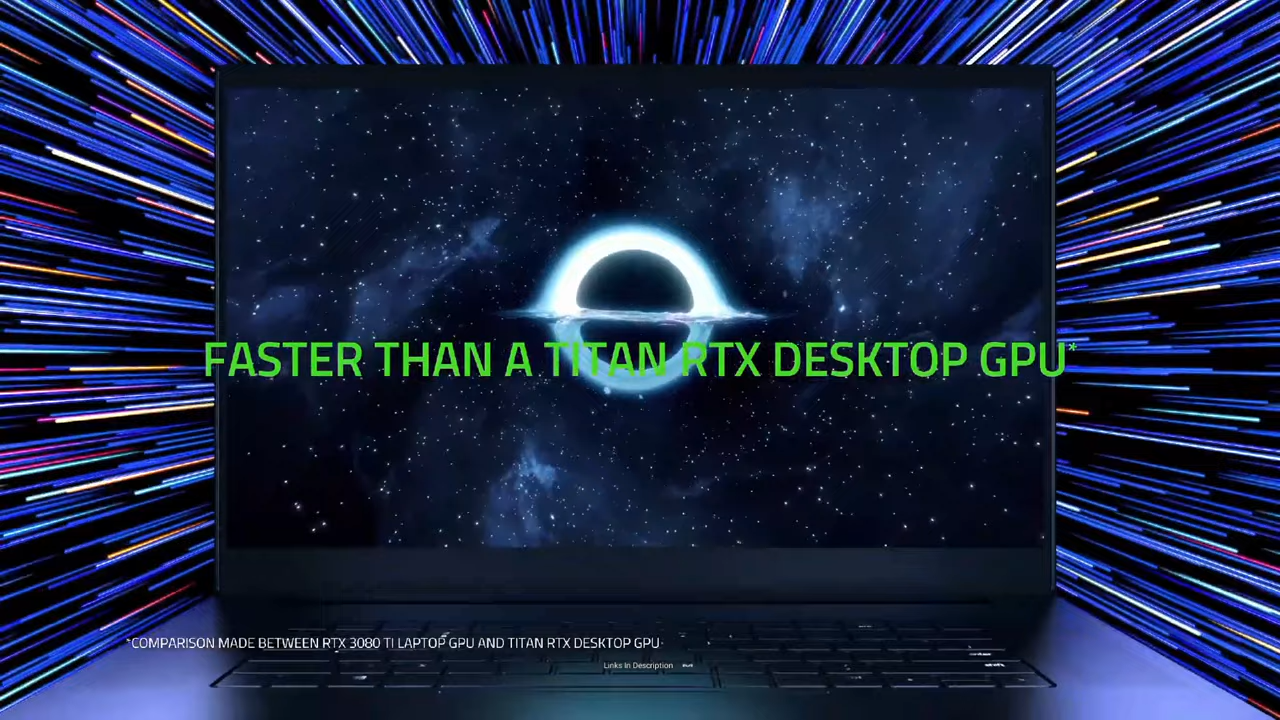 FASTER THAN A TITAN RTX DESKTOP GPU*
*COMPARISON MADE BETWEEN RTX 3080 TI LAPTOP GPU AND TITAN RTX DESKTOP GPU
Links In Description